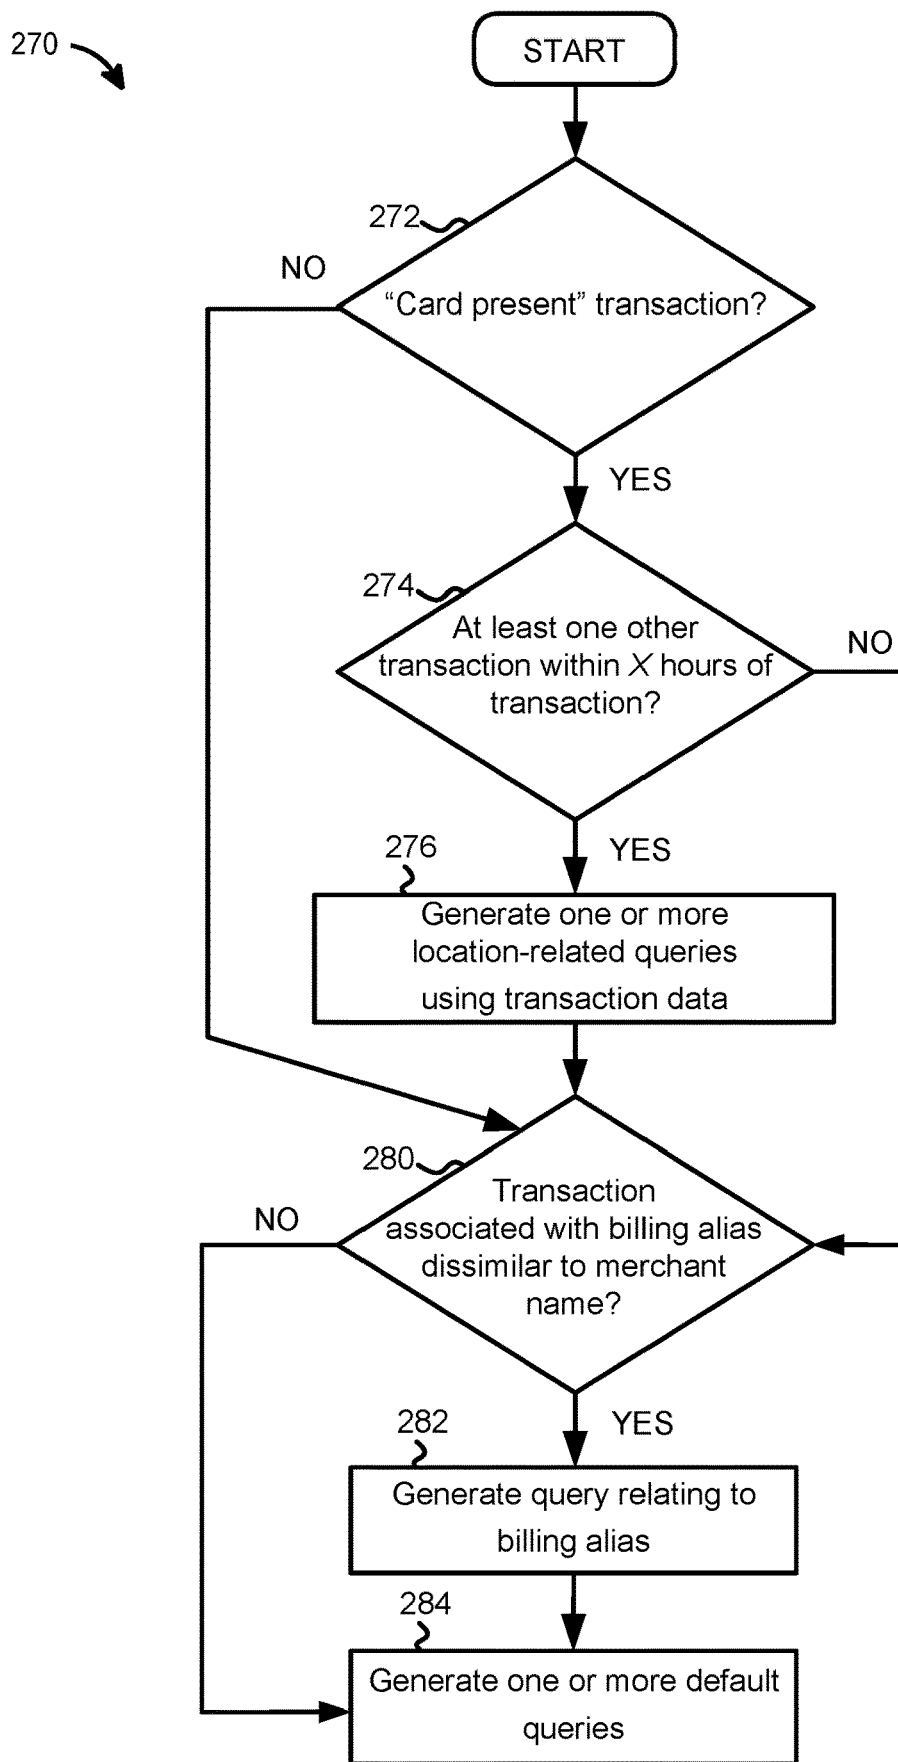 270
START
272
NO
“Card present” transaction?
YES
274
At least one other
transaction within X hours of
transaction?
NO
YES
276
Generate one or more
location-related queries
using transaction data
280
NO
Transaction
associated with billing alias
dissimilar to merchant
name?
YES
282
Generate query relating to
billing alias
284
Generate one or more default
queries